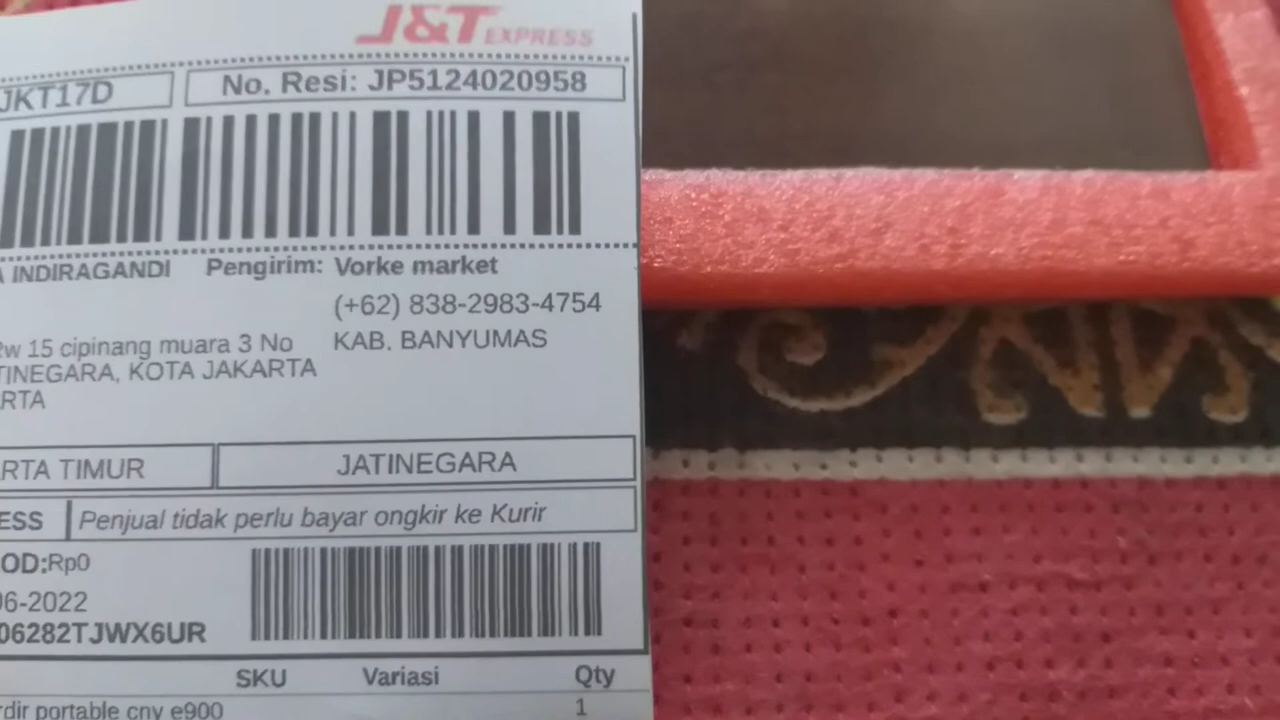 J&T EXPRESS
JKT17D
No. Resi: JP5124020958
A INDIRAGANDI
Pengirim: Vorke market
(+62) 838-2983-4754
KAB. BANYUMAS
Rw 15 cipinang muara 3 No
TINEGARA, KOTA JAKARTA
RTA
RTA TIMUR
JATINEGARA
ESS
Penjual tidak perlu bayar ongkir ke Kurir
OD:Rp0
06-2022
06282TJWX6UR
SKU Variasi Qty
rdir portable cny e900 1